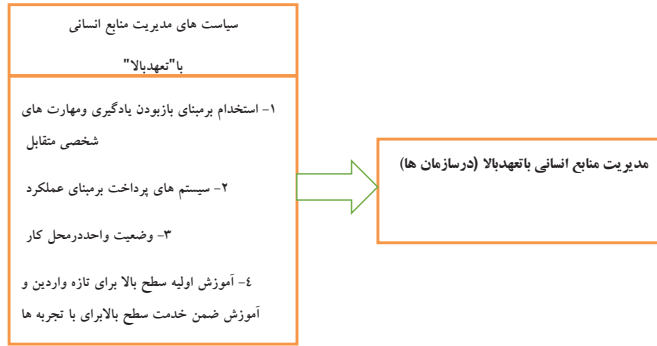 سیاست های مدیریت منابع انسانی
با"تعهدبالا"
۱- استخدام برمبنای بازبودن یادگیری ومهارت های
شخصی متقابل
۲- سیستم های پرداخت برمبنای عملکرد
۳- وضعیت واحددرمحل کار
٤- آموزش اولیه سطح بالا برای تازه واردین و
آموزش ضمن خدمت سطح بالابرای با تجربه ها
مدیریت منابع انسانی باتعهدبالا (درسازمان ها)